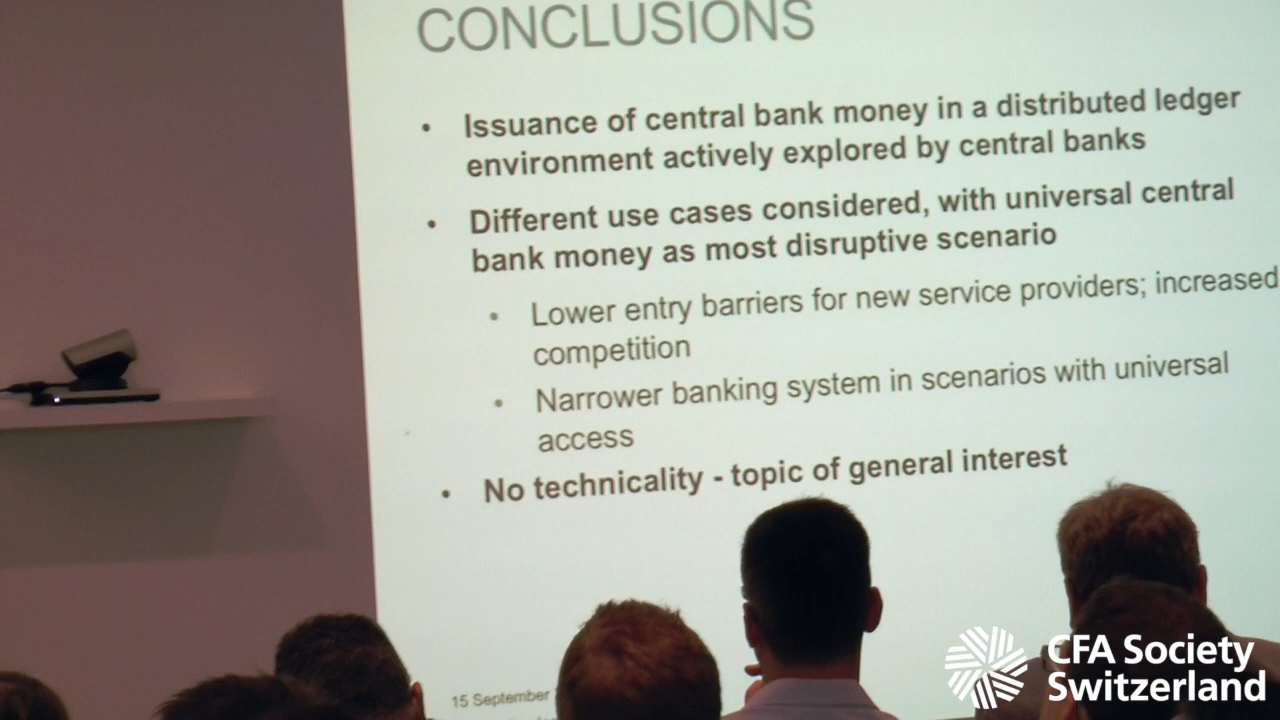 CONCLUSIONS
• Issuance of central bank money in a distributed ledger
environment actively explored by central banks
• Different use cases considered, with universal central
bank money as most disruptive scenario
• Lower entry barriers for new service providers; increased
competition
• Narrower banking system in scenarios with universal
access
• No technicality - topic of general interest
15 September
CFA Society
Switzerland